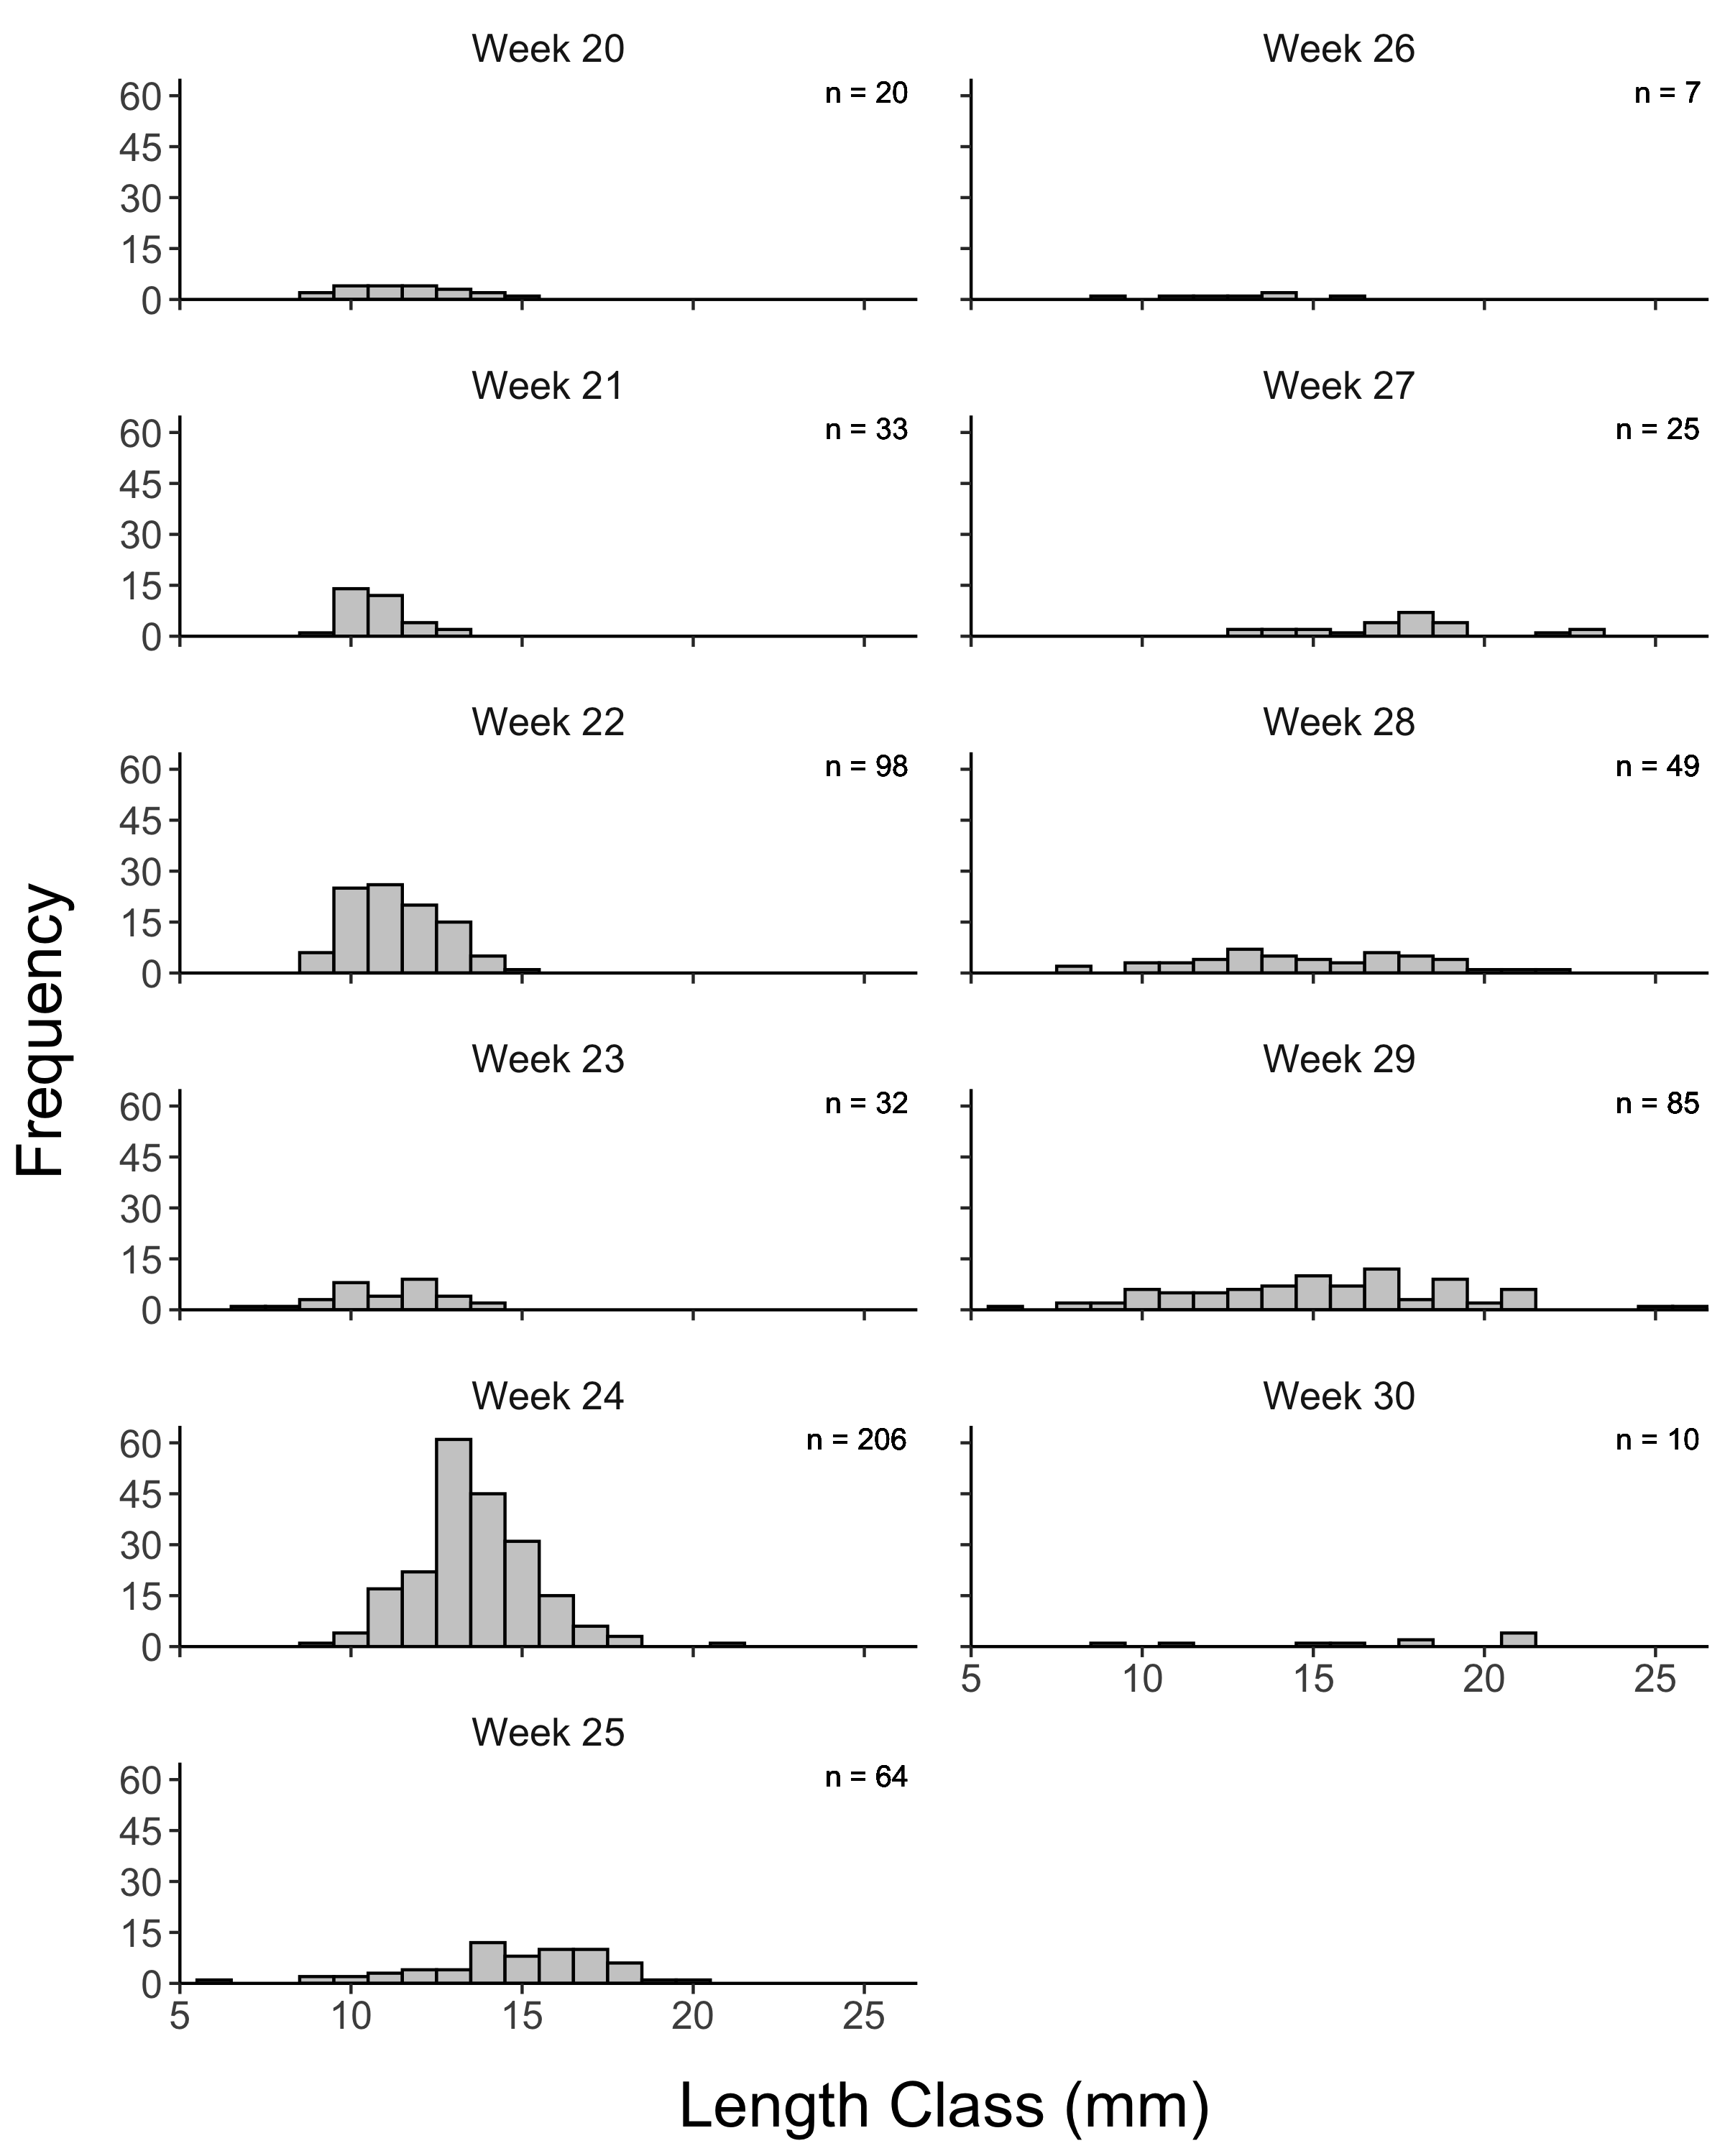 Week 20
n = 20
60
45
30
15
0
Week 26
n = 7
Week 21
n = 33
60
45
30
15
0
Week 27
n = 25
Week 22
n = 98
60
45
30
15
0
Week 28
n = 49
Week 23
n = 32
60
45
30
15
0
Week 29
n = 85
Week 24
n = 206
60
45
30
15
0
Week 30
n = 10
5 10 15 20 25
Week 25
n = 64
60
45
30
15
0
5 10 15 20 25
Frequency
Length Class (mm)